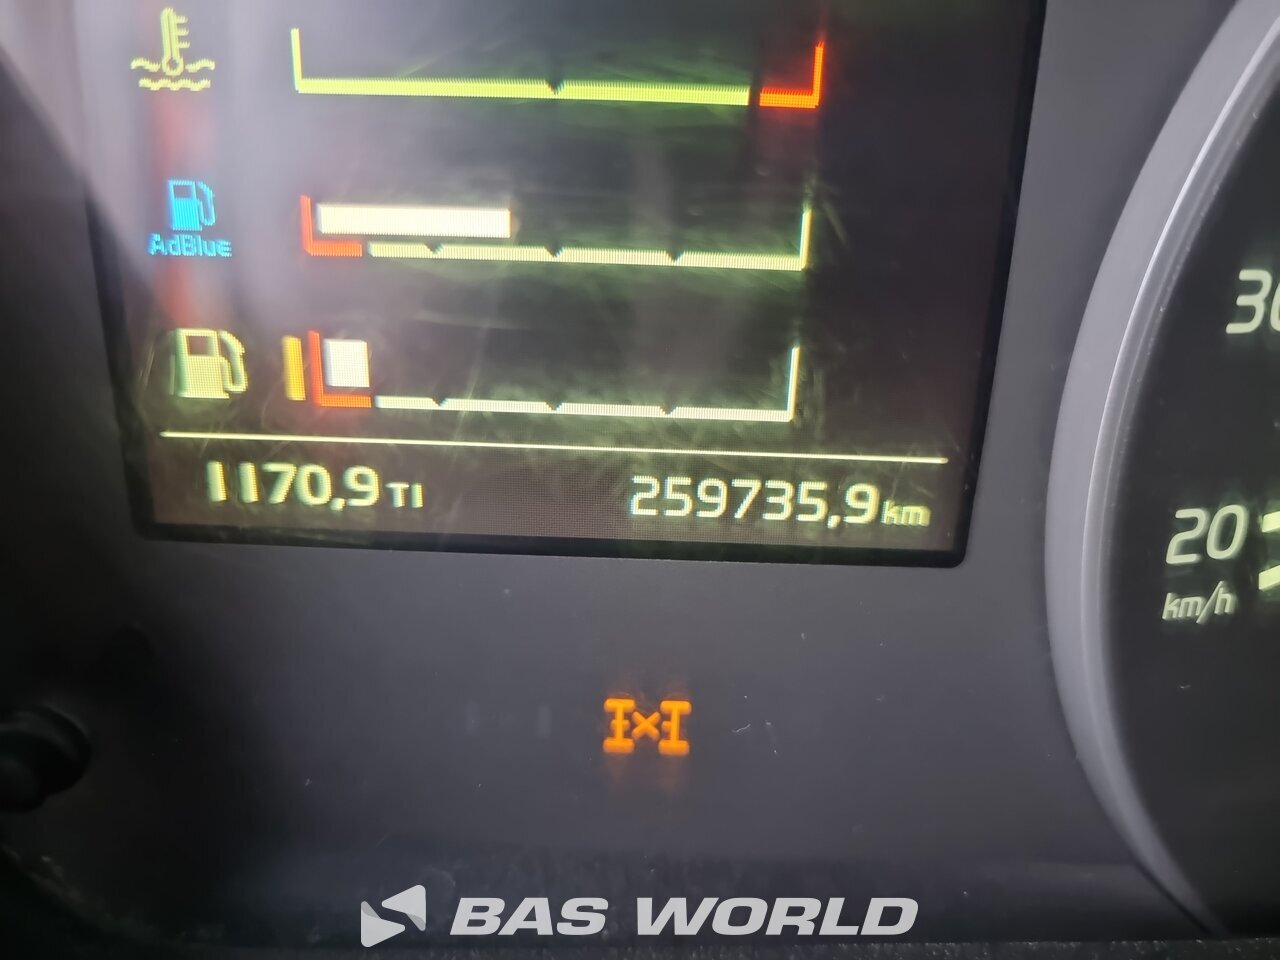 AdBlue
1170,9 TI
259735,9 km
20
km/h
BAS WORLD